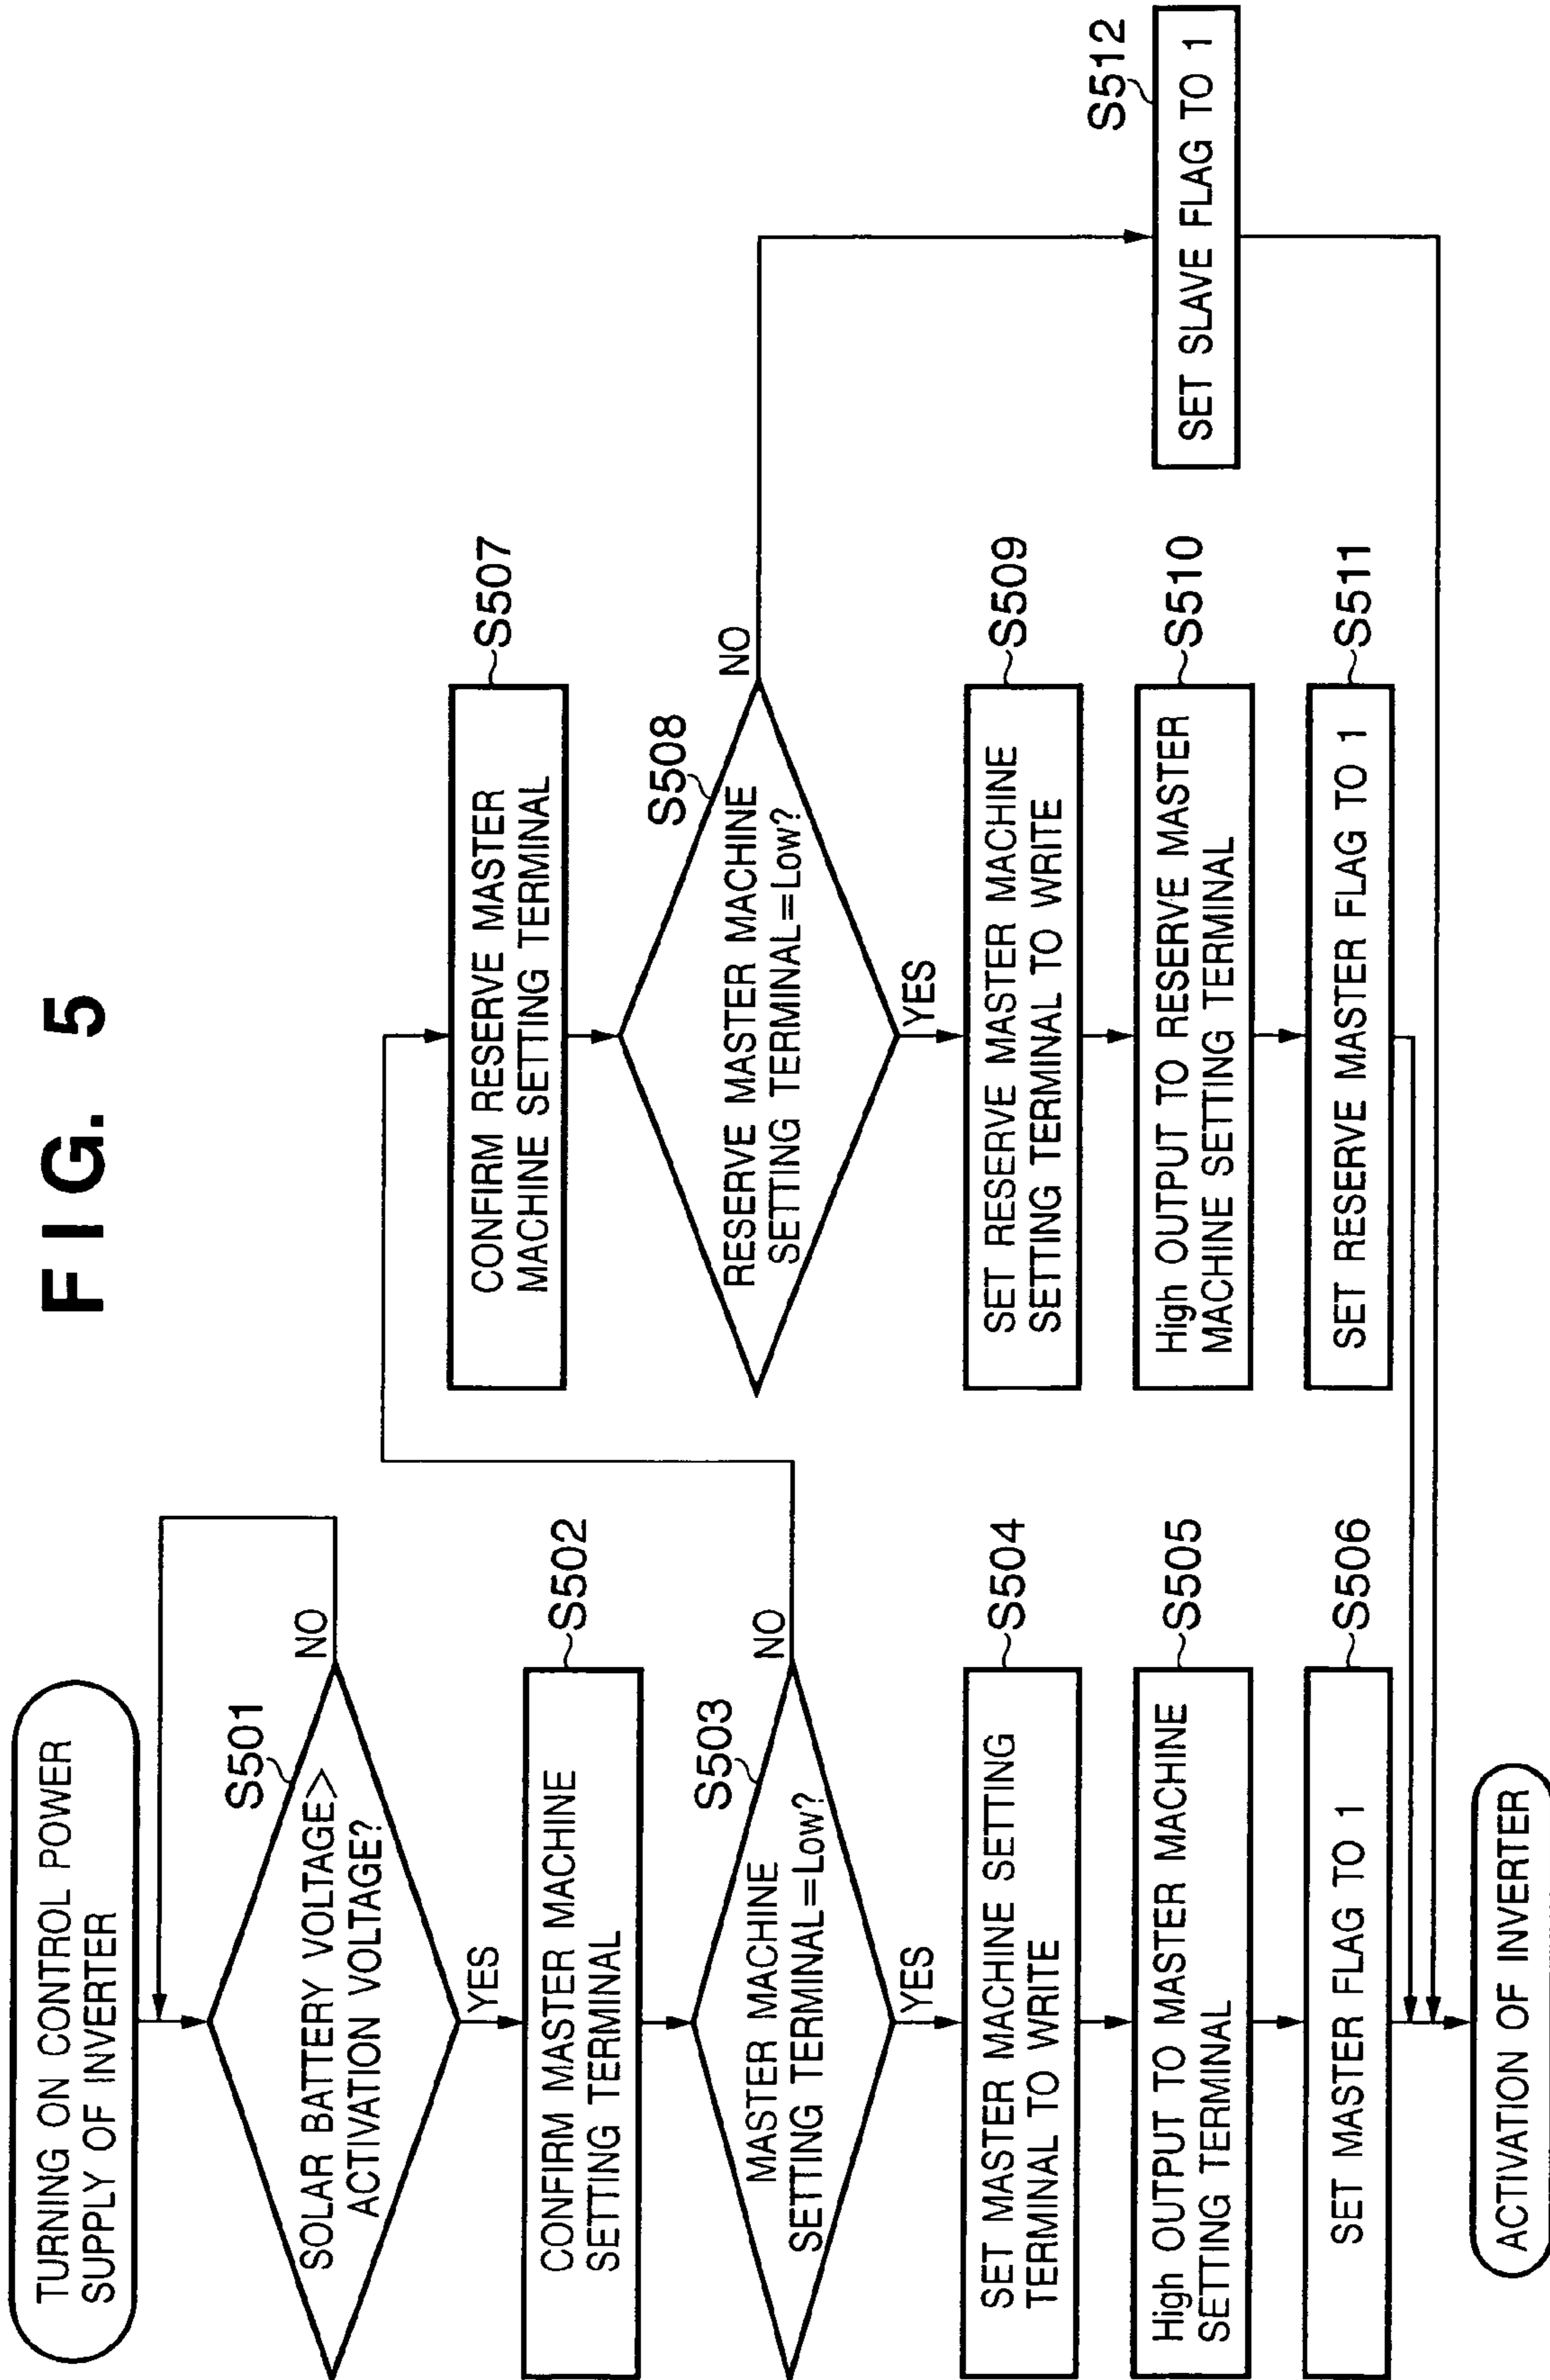 FIG. 5
TURNING ON CONTROL POWER
SUPPLY OF INVERTER
S501
SOLAR BATTERY VOLTAGE>
ACTIVATION VOLTAGE?
NO
YES
S502
CONFIRM MASTER MACHINE
SETTING TERMINAL
S503
MASTER MACHINE
SETTING TERMINAL=Low?
NO
YES
S504
SET MASTER MACHINE SETTING
TERMINAL TO WRITE
S505
High OUTPUT TO MASTER MACHINE
SETTING TERMINAL
S506
SET MASTER FLAG TO 1
ACTIVATION OF INVERTER
S507
CONFIRM RESERVE MASTER
MACHINE SETTING TERMINAL
S508
RESERVE MASTER MACHINE
SETTING TERMINAL=Low?
NO
YES
S509
SET RESERVE MASTER MACHINE
SETTING TERMINAL TO WRITE
S510
High OUTPUT TO RESERVE MASTER
MACHINE SETTING TERMINAL
S511
SET RESERVE MASTER FLAG TO 1
S512
SET SLAVE FLAG TO 1